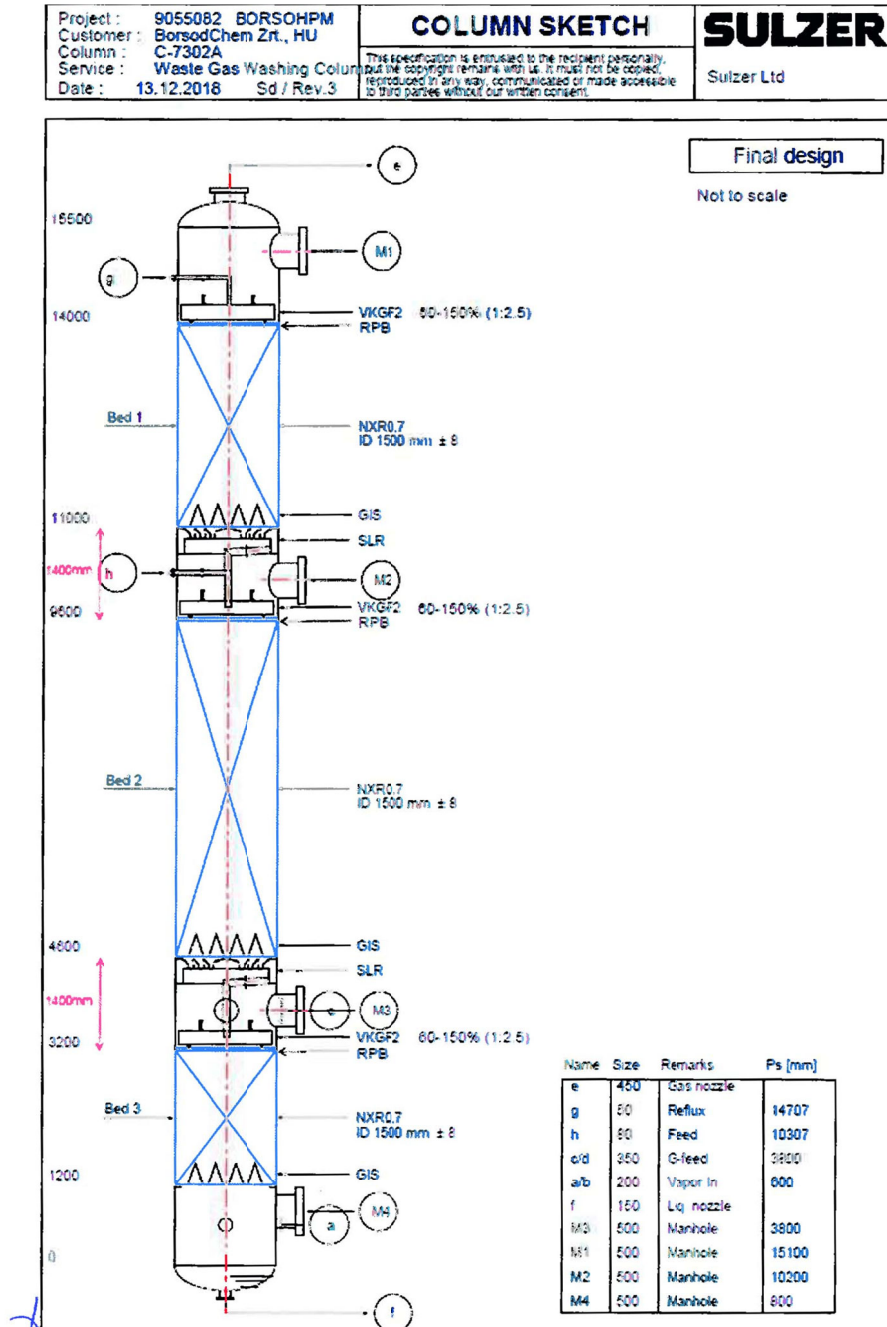 Project : 9055082 BORSOHPM
Customer : BorsodChem Zrt., HU
Column : C-7302A
Service : Waste Gas Washing Column
Date : 13.12.2018 Sd / Rev.3
COLUMN SKETCH
This specification is entrusted to the recipient personally,
but the copyright remains with us. It must not be copied,
reproduced in any way, communicated or made accessible
to third parties without our written consent.
SULZER
Sulzer Ltd
Final design
Not to scale
e
15500
M1
g
14000
VKGF2 60-150% (1:2.5)
RPB
Bed 1
NXR0.7
ID 1500 mm ± 8
11000
GIS
SLR
1400mm
h
M2
9600
VKGF2 60-150% (1:2.5)
RPB
Bed 2
NXR0.7
ID 1500 mm ± 8
4600
GIS
SLR
1400mm
c
M3
3200
VKGF2 60-150% (1:2.5)
RPB
Bed 3
NXR0.7
ID 1500 mm ± 8
1200
GIS
M4
a
0
f
Name Size Remarks Ps [mm]
e 450 Gas nozzle
g 50 Reflux 14707
h 80 Feed 10307
c/d 350 G-feed 3800
a/b 200 Vapor in 600
f 150 Lq. nozzle
M3 500 Manhole 3800
M1 500 Manhole 15100
M2 500 Manhole 10200
M4 500 Manhole 800